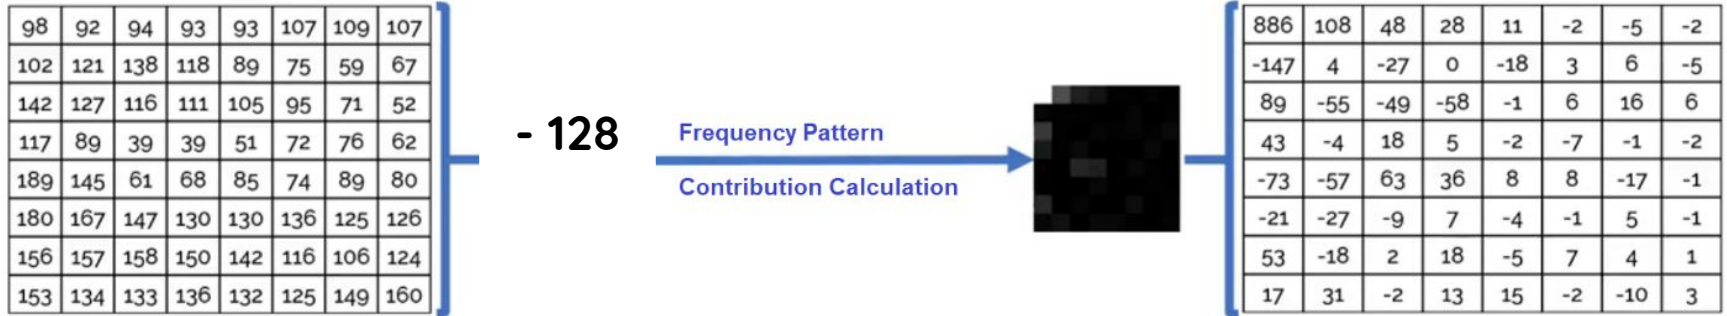 98 92 94 93 93 107 109 107
102 121 138 118 89 75 59 67
142 127 116 111 105 95 71 52
117 89 39 39 51 72 76 62
189 145 61 68 85 74 89 80
180 167 147 130 130 136 125 126
156 157 158 150 142 116 106 124
153 134 133 136 132 125 149 160
- 128
Frequency Pattern
Contribution Calculation
886 108 48 28 11 -2 -5 -2
-147 4 -27 0 -18 3 6 -5
89 -55 -49 -58 -1 6 16 6
43 -4 18 5 -2 -7 -1 -2
-73 -57 63 36 8 8 -17 -1
-21 -27 -9 7 -4 -1 5 -1
53 -18 2 18 -5 7 4 1
17 31 -2 13 15 -2 -10 3